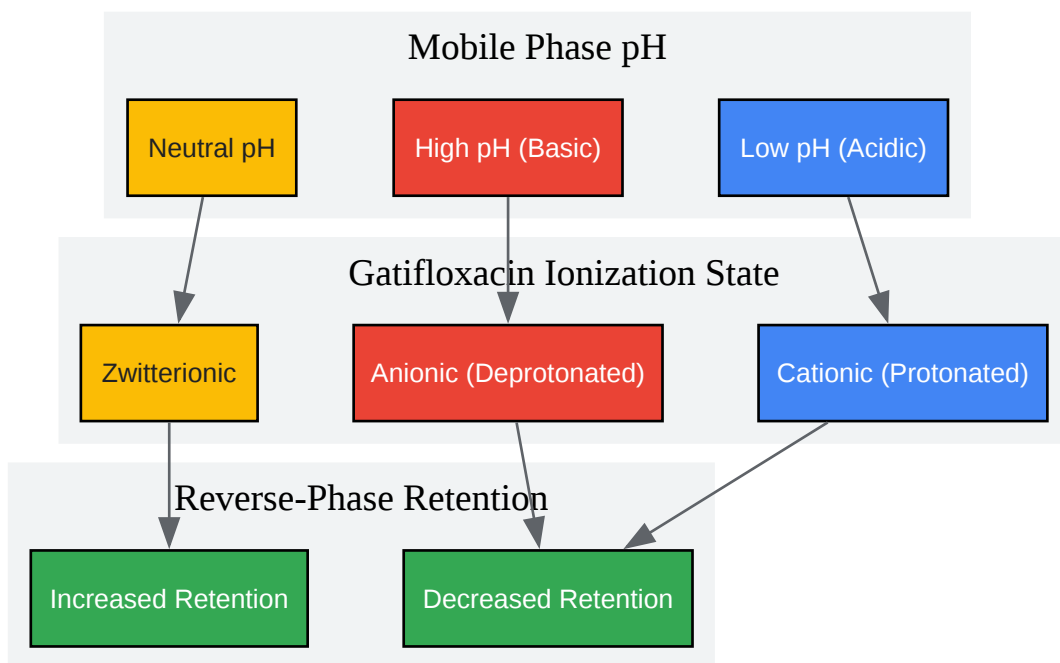 Mobile Phase pH
Neutral pH
High pH (Basic)
Low pH (Acidic)
Gatifloxacin Ionization State
Zwitterionic
Anionic (Deprotonated)
Cationic (Protonated)
Reverse-Phase Retention
Increased Retention
Decreased Retention